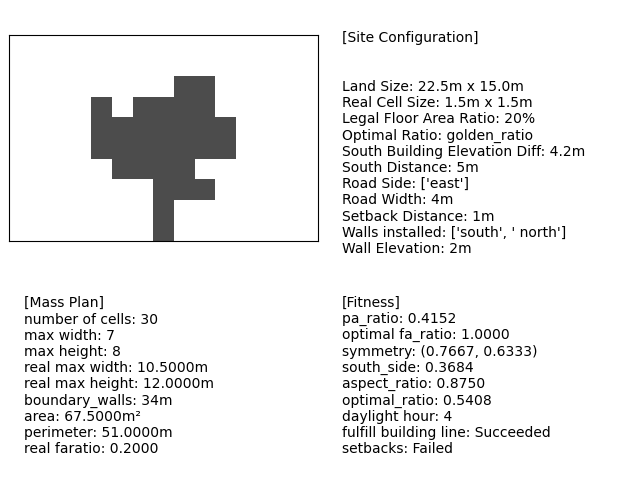 [Site Configuration]
Land Size: 22.5m x 15.0m
Real Cell Size: 1.5m x 1.5m
Legal Floor Area Ratio: 20%
Optimal Ratio: golden_ratio
South Building Elevation Diff: 4.2m
South Distance: 5m
Road Side: ['east']
Road Width: 4m
Setback Distance: 1m
Walls installed: ['south', ' north']
Wall Elevation: 2m
[Mass Plan]
number of cells: 30
max width: 7
max height: 8
real max width: 10.5000m
real max height: 12.0000m
boundary_walls: 34m
area: 67.5000m²
perimeter: 51.0000m
real faratio: 0.2000
[Fitness]
pa_ratio: 0.4152
optimal fa_ratio: 1.0000
symmetry: (0.7667, 0.6333)
south_side: 0.3684
aspect_ratio: 0.8750
optimal_ratio: 0.5408
daylight hour: 4
fulfill building line: Succeeded
setbacks: Failed